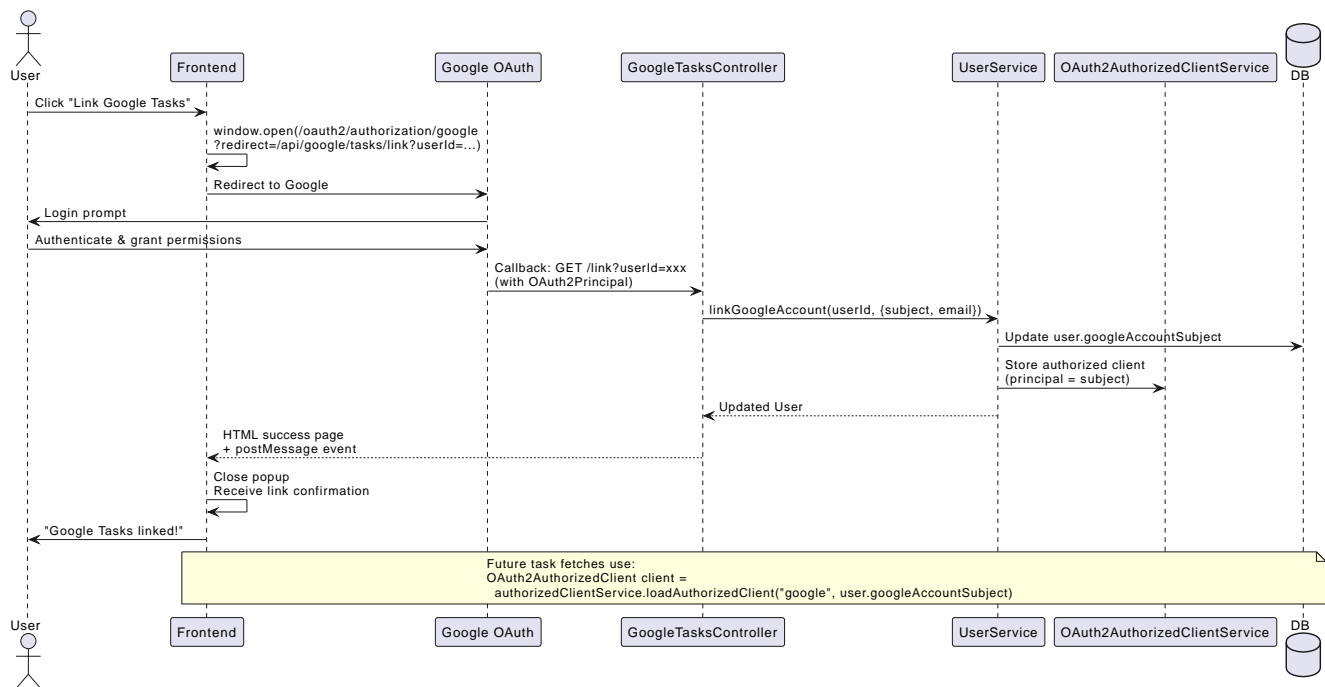 User
Frontend
Google OAuth
GoogleTasksController
UserService
OAuth2AuthorizedClientService
DB
Click "Link Google Tasks"
window.open(/oauth2/authorization/google
?redirect=/api/google/tasks/link?userId=...)
Redirect to Google
Login prompt
Authenticate & grant permissions
Callback: GET /link?userId=xxx
(with OAuth2Principal)
linkGoogleAccount(userId, {subject, email})
Update user.googleAccountSubject
Store authorized client
(principal = subject)
Updated User
HTML success page
+ postMessage event
Close popup
Receive link confirmation
"Google Tasks linked!"
Future task fetches use:
OAuth2AuthorizedClient client =
authorizedClientService.loadAuthorizedClient("google", user.googleAccountSubject)
User
Frontend
Google OAuth
GoogleTasksController
UserService
OAuth2AuthorizedClientService
DB